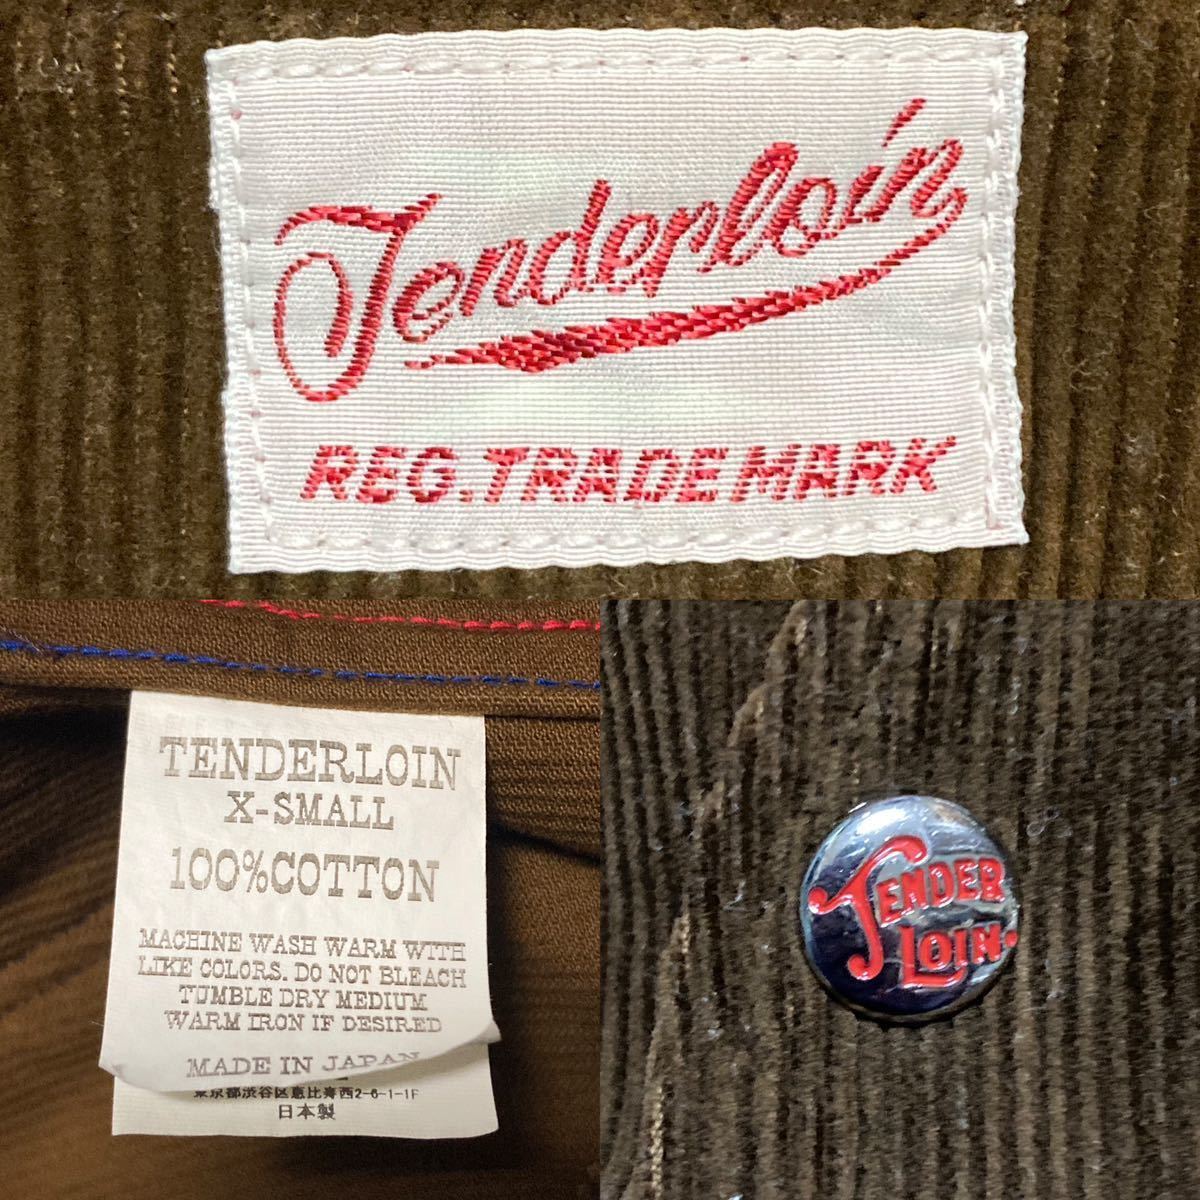 Tenderloin
REG. TRADE MARK
TENDERLOIN
X-SMALL
100%COTTON
MACHINE WASH WARM WITH
LIKE COLORS. DO NOT BLEACH
TUMBLE DRY MEDIUM
WARM IRON IF DESIRED
MADE IN JAPAN
東京都渋谷区恵比寿西2-6-1-1F
日本製
TENDER
LOIN